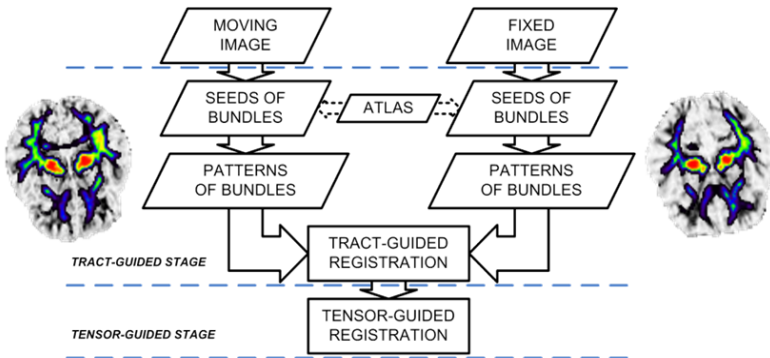 MOVING
IMAGE
FIXED
IMAGE
SEEDS OF
BUNDLES
ATLAS
SEEDS OF
BUNDLES
PATTERNS
OF BUNDLES
PATTERNS
OF BUNDLES
TRACT-GUIDED
REGISTRATION
TRACT-GUIDED STAGE
TENSOR-GUIDED
REGISTRATION
TENSOR-GUIDED STAGE